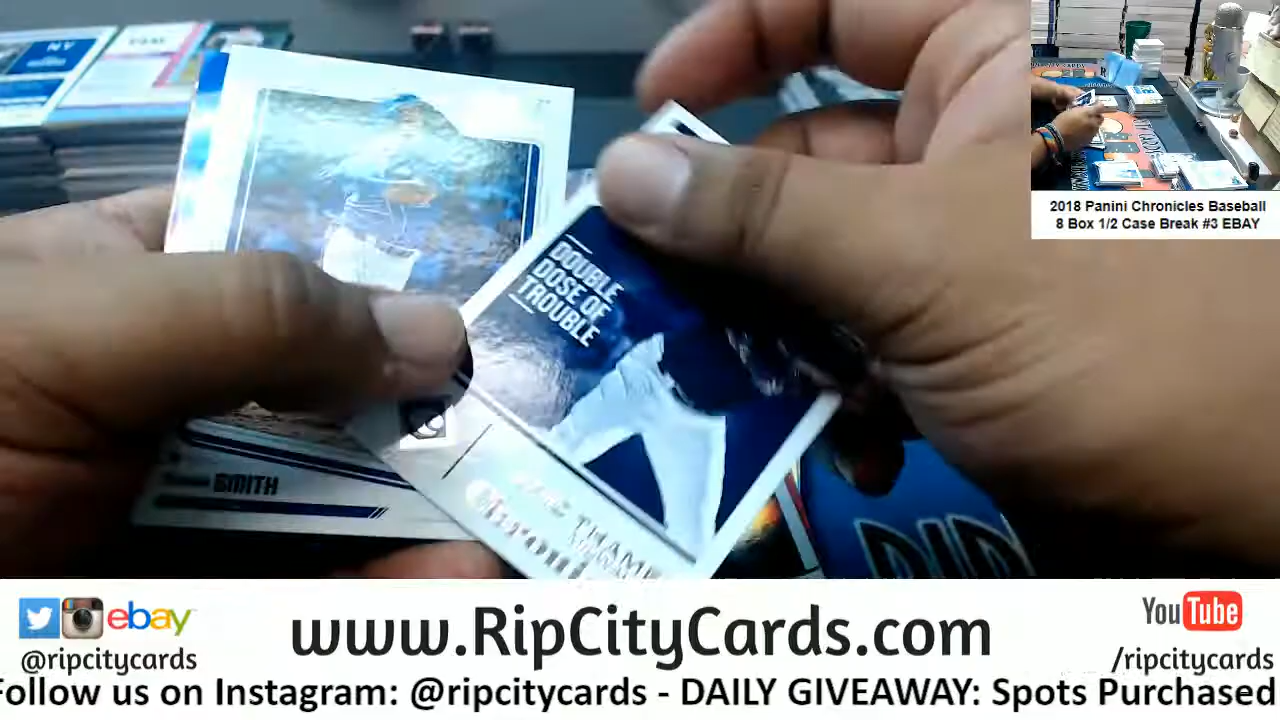 NY
2018 Panini Chronicles Baseball
8 Box 1/2 Case Break #3 EBAY
DOUBLE
DOSE OF
TROUBLE
SMITH
ebay
@ripcitycards
www.RipCityCards.com
YouTube
/ripcitycards
Follow us on Instagram: @ripcitycards - DAILY GIVEAWAY: Spots Purchased